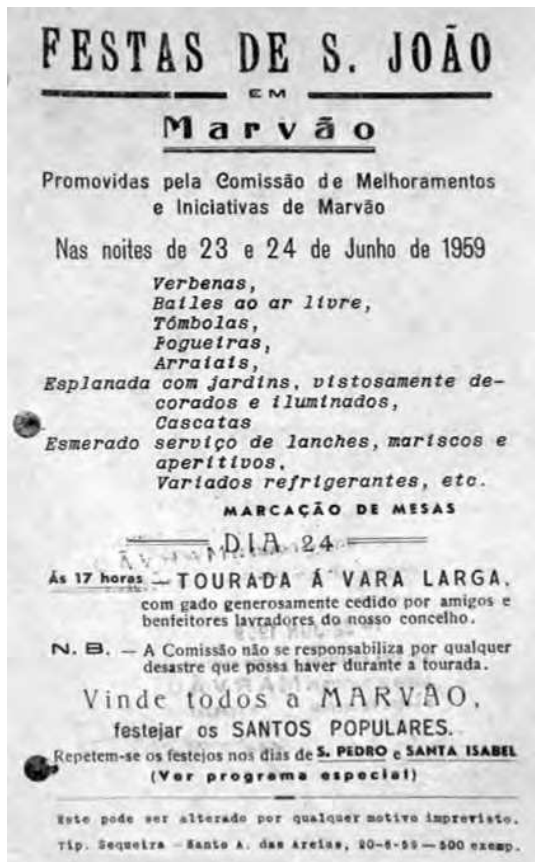 FESTAS DE S. JOÃO
EM
Marvão
Promovidas pela Comissão de Melhoramentos
e Iniciativas de Marvão
Nas noites de 23 e 24 de Junho de 1959
Verbenas,
Bailes ao ar livre,
Tômbolas,
Fogueiras,
Arraiais,
Esplanada com jardins, vistosamente de-
corados e iluminados,
Cascatas
Esmerado serviço de lanches, mariscos e
aperitivos,
Variados refrigerantes, etc.
MARCAÇÃO DE MESAS
DIA 24
Ás 17 horas — TOURADA Á VARA LARGA,
com gado generosamente cedido por amigos e
benfeitores lavradores do nosso concelho.
N. B. — A Comissão não se responsabiliza por qualquer
desastre que possa haver durante a tourada.
Vinde todos a MARVÃO,
festejar os SANTOS POPULARES.
Repetem-se os festejos nos dias de S. PEDRO e SANTA ISABEL
(Ver programa especial)
Este pode ser alterado por qualquer motivo imprevisto.
Tip. Sequeira — Santo A. das Areias, 20-6-59 — 500 exemp.